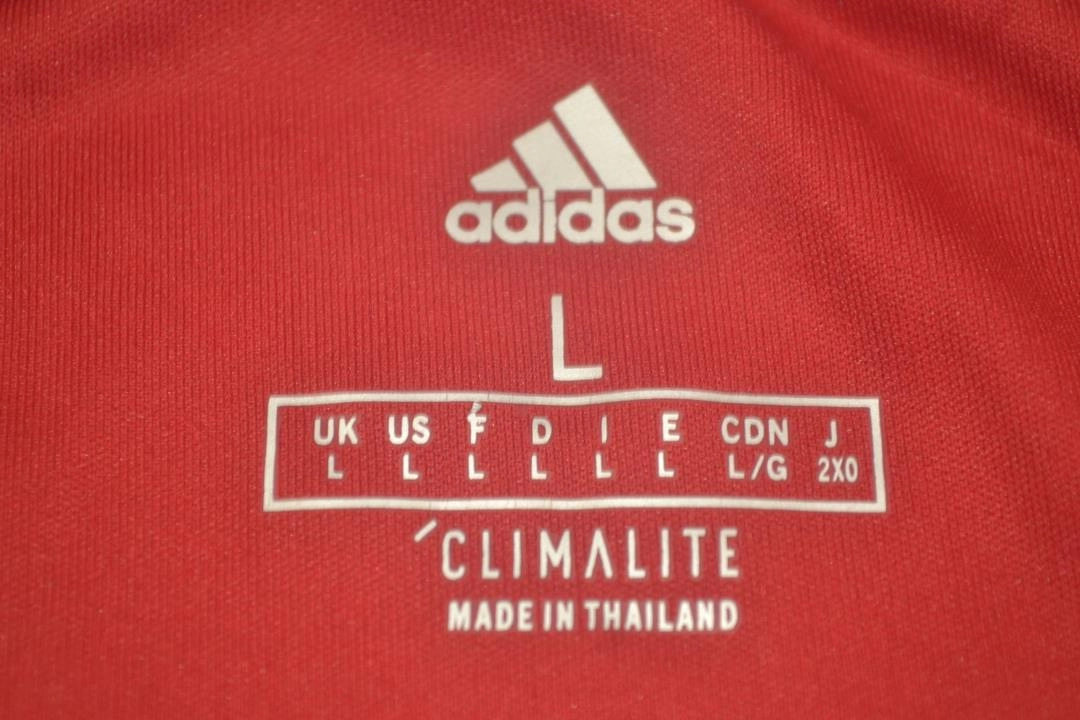 adidas
L
UK US F D I E CDN J
L L L L L L L/G 2XO
CLIMALITE
MADE IN THAILAND